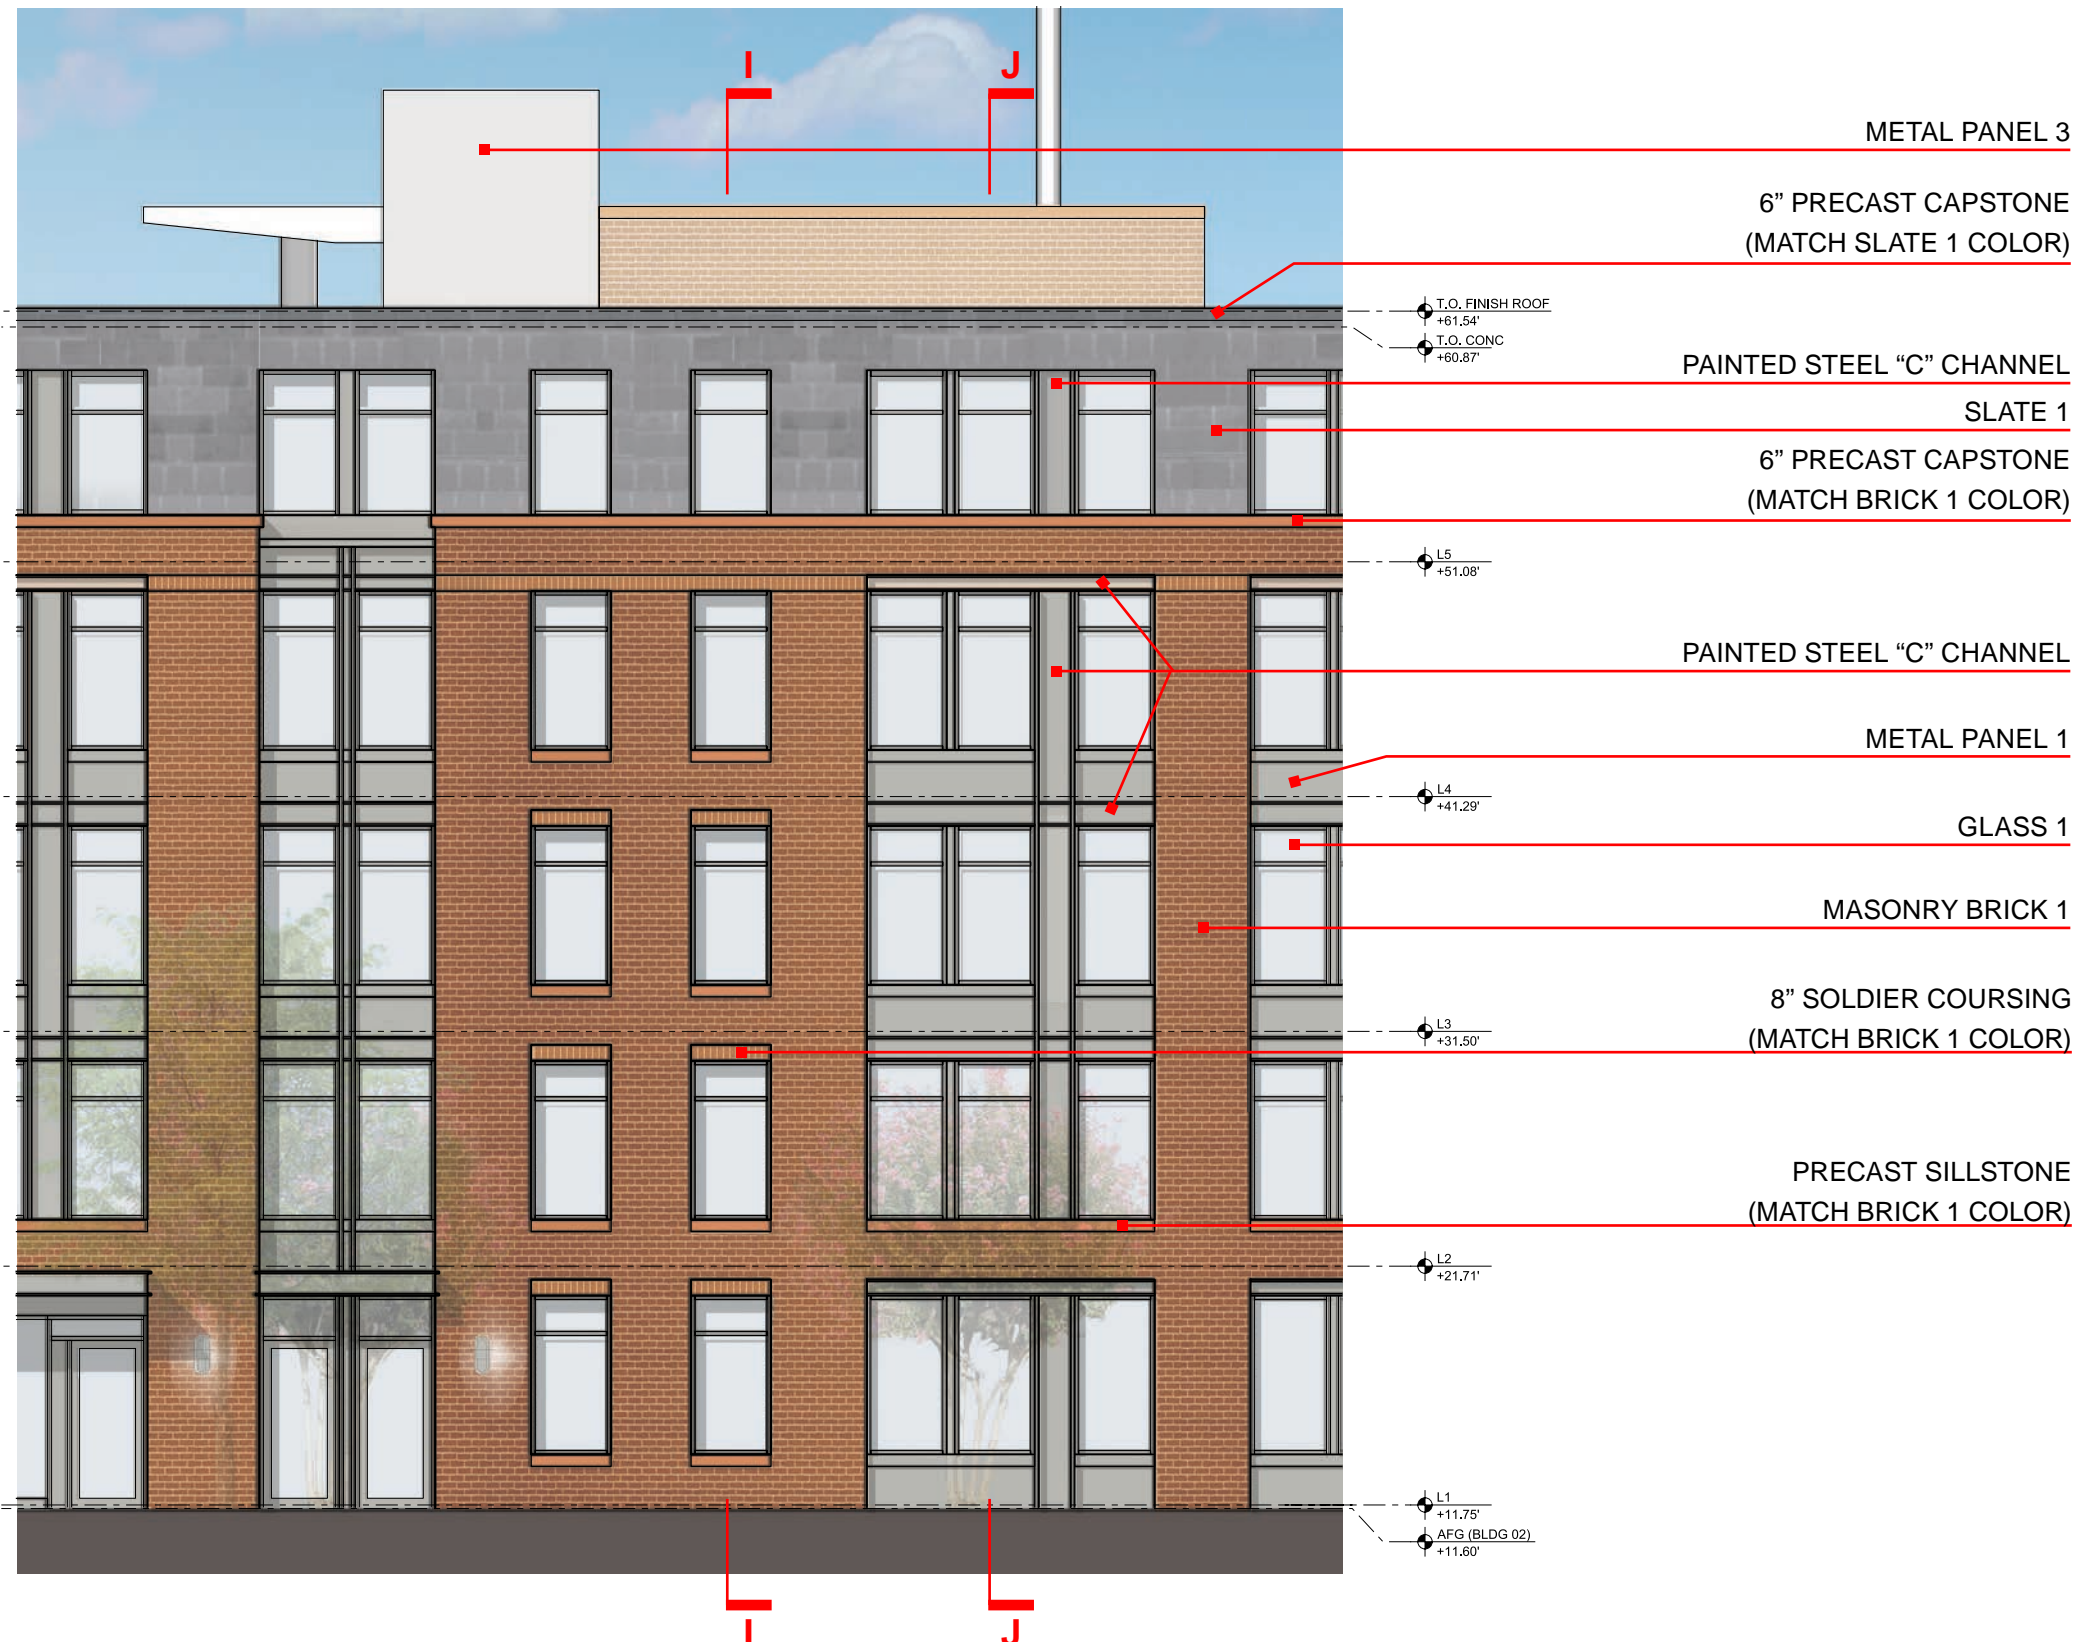 I
J
METAL PANEL 3
6” PRECAST CAPSTONE
(MATCH SLATE 1 COLOR)
T.O. FINISH ROOF
+61.54'
T.O. CONC
+60.87'
PAINTED STEEL “C” CHANNEL
SLATE 1
6” PRECAST CAPSTONE
(MATCH BRICK 1 COLOR)
L5
+51.08'
PAINTED STEEL “C” CHANNEL
METAL PANEL 1
L4
+41.29'
GLASS 1
MASONRY BRICK 1
8” SOLDIER COURSING
(MATCH BRICK 1 COLOR)
L3
+31.50'
PRECAST SILLSTONE
(MATCH BRICK 1 COLOR)
L2
+21.71'
L1
+11.75'
AFG (BLDG 02)
+11.60'
I
J